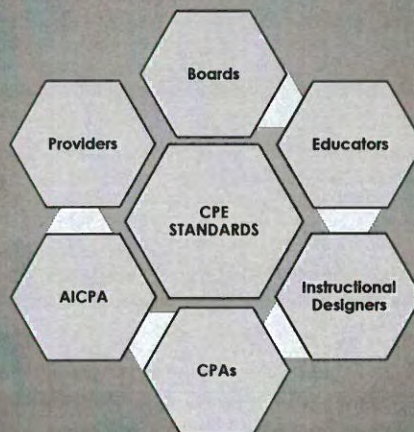 Boards
Providers
Educators
CPE
STANDARDS
AICPA
Instructional
Designers
CPAs